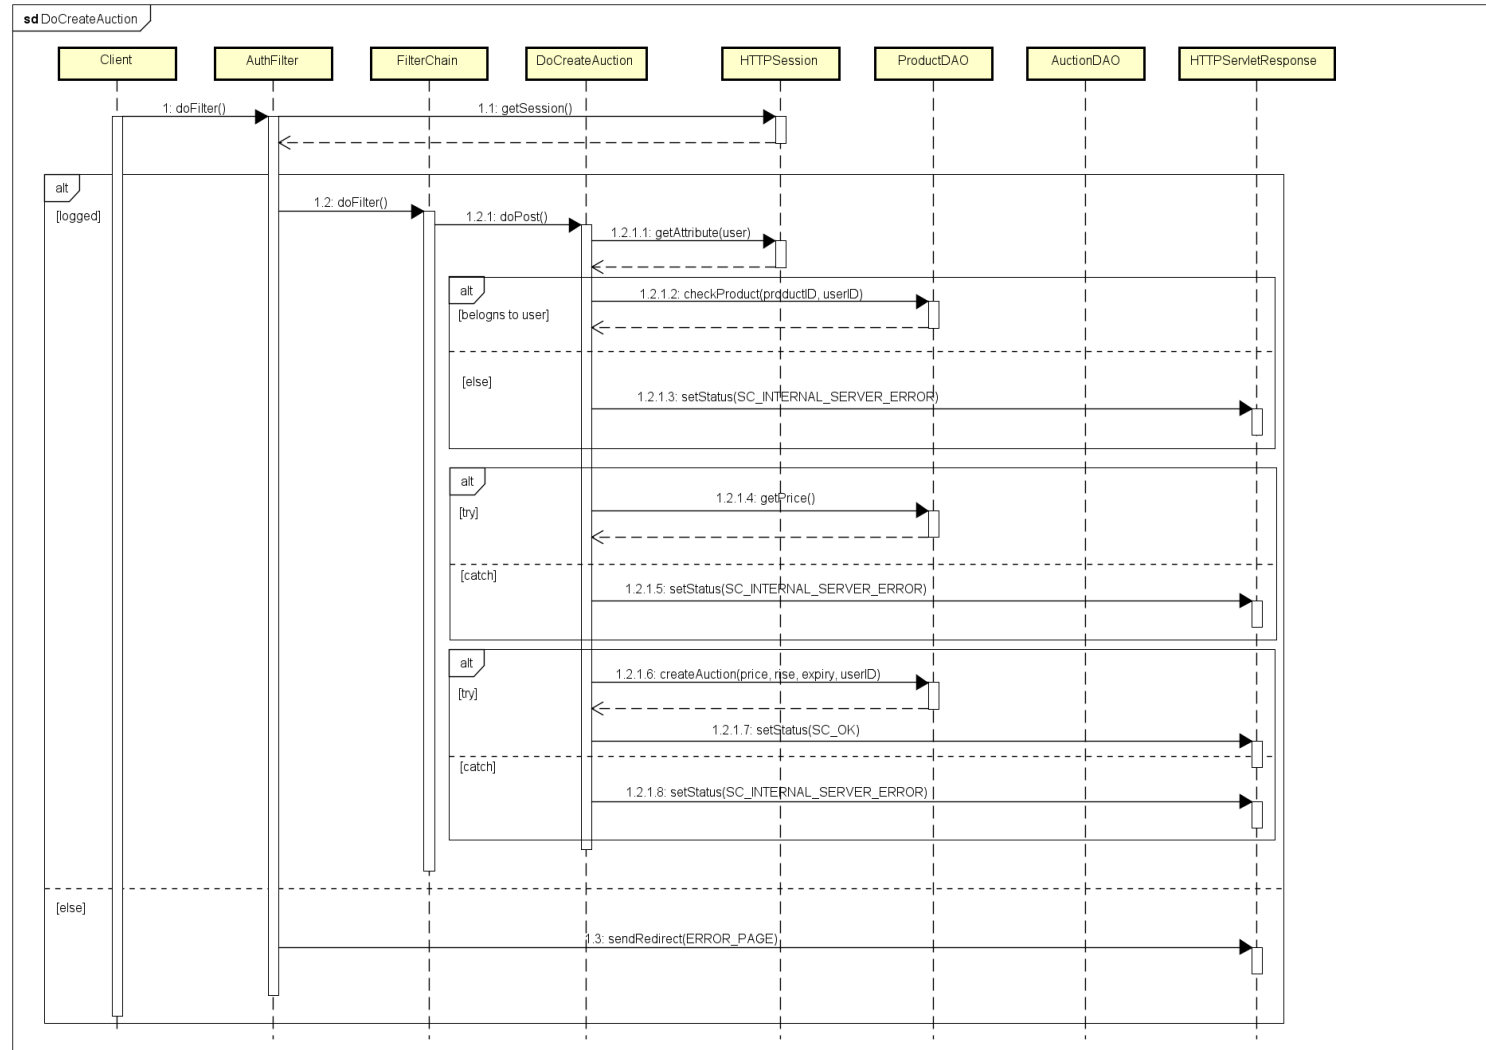 sd DoCreateAuction
Client
AuthFilter
FilterChain
DoCreateAuction
HTTPSession
ProductDAO
AuctionDAO
HTTPServletResponse
1: doFilter()
1.1: getSession()
alt
[logged]
1.2: doFilter()
1.2.1: doPost()
1.2.1.1: getAttribute(user)
alt
[belogns to user]
1.2.1.2: checkProduct(productID, userID)
[else]
1.2.1.3: setStatus(SC_INTERNAL_SERVER_ERROR)
alt
[try]
1.2.1.4: getPrice()
[catch]
1.2.1.5: setStatus(SC_INTERNAL_SERVER_ERROR)
alt
[try]
1.2.1.6: createAuction(price, rise, expiry, userID)
1.2.1.7: setStatus(SC_OK)
[catch]
1.2.1.8: setStatus(SC_INTERNAL_SERVER_ERROR)
[else]
1.3: sendRedirect(ERROR_PAGE)